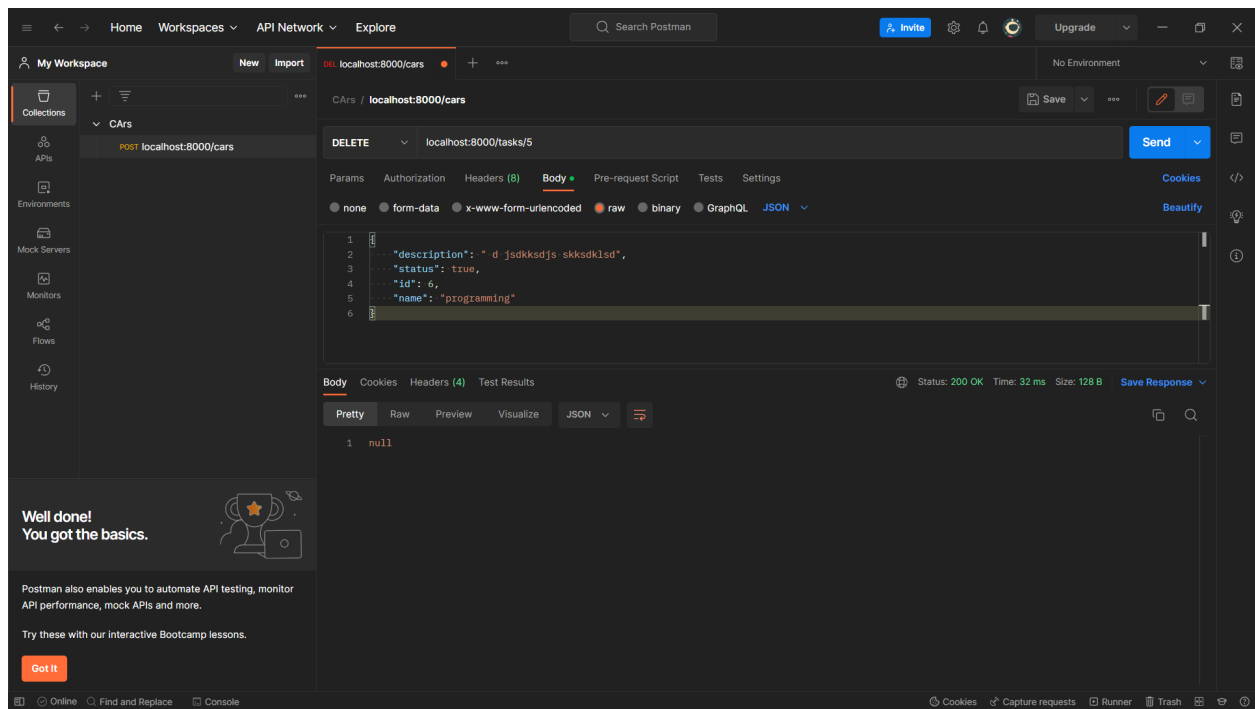 Home Workspaces API Network Explore Search Postman Invite Upgrade
My Workspace New Import DEL localhost:8000/cars No Environment
Collections
APIs
Environments
Mock Servers
Monitors
Flows
History
CArs
POST localhost:8000/cars
CArs / localhost:8000/cars Save
DELETE localhost:8000/tasks/5 Send
Params Authorization Headers (8) Body Pre-request Script Tests Settings Cookies
none form-data x-www-form-urlencoded raw binary GraphQL JSON Beautify
1 {
2 "description": " d jsdkksdjs skksdklsd",
3 "status": true,
4 "id": 6,
5 "name": "programming"
6 }
Body Cookies Headers (4) Test Results Status: 200 OK Time: 32 ms Size: 128 B Save Response
Pretty Raw Preview Visualize JSON
1 null
Well done!
You got the basics.
Postman also enables you to automate API testing, monitor
API performance, mock APIs and more.
Try these with our interactive Bootcamp lessons.
Got It
Online Find and Replace Console Cookies Capture requests Runner Trash